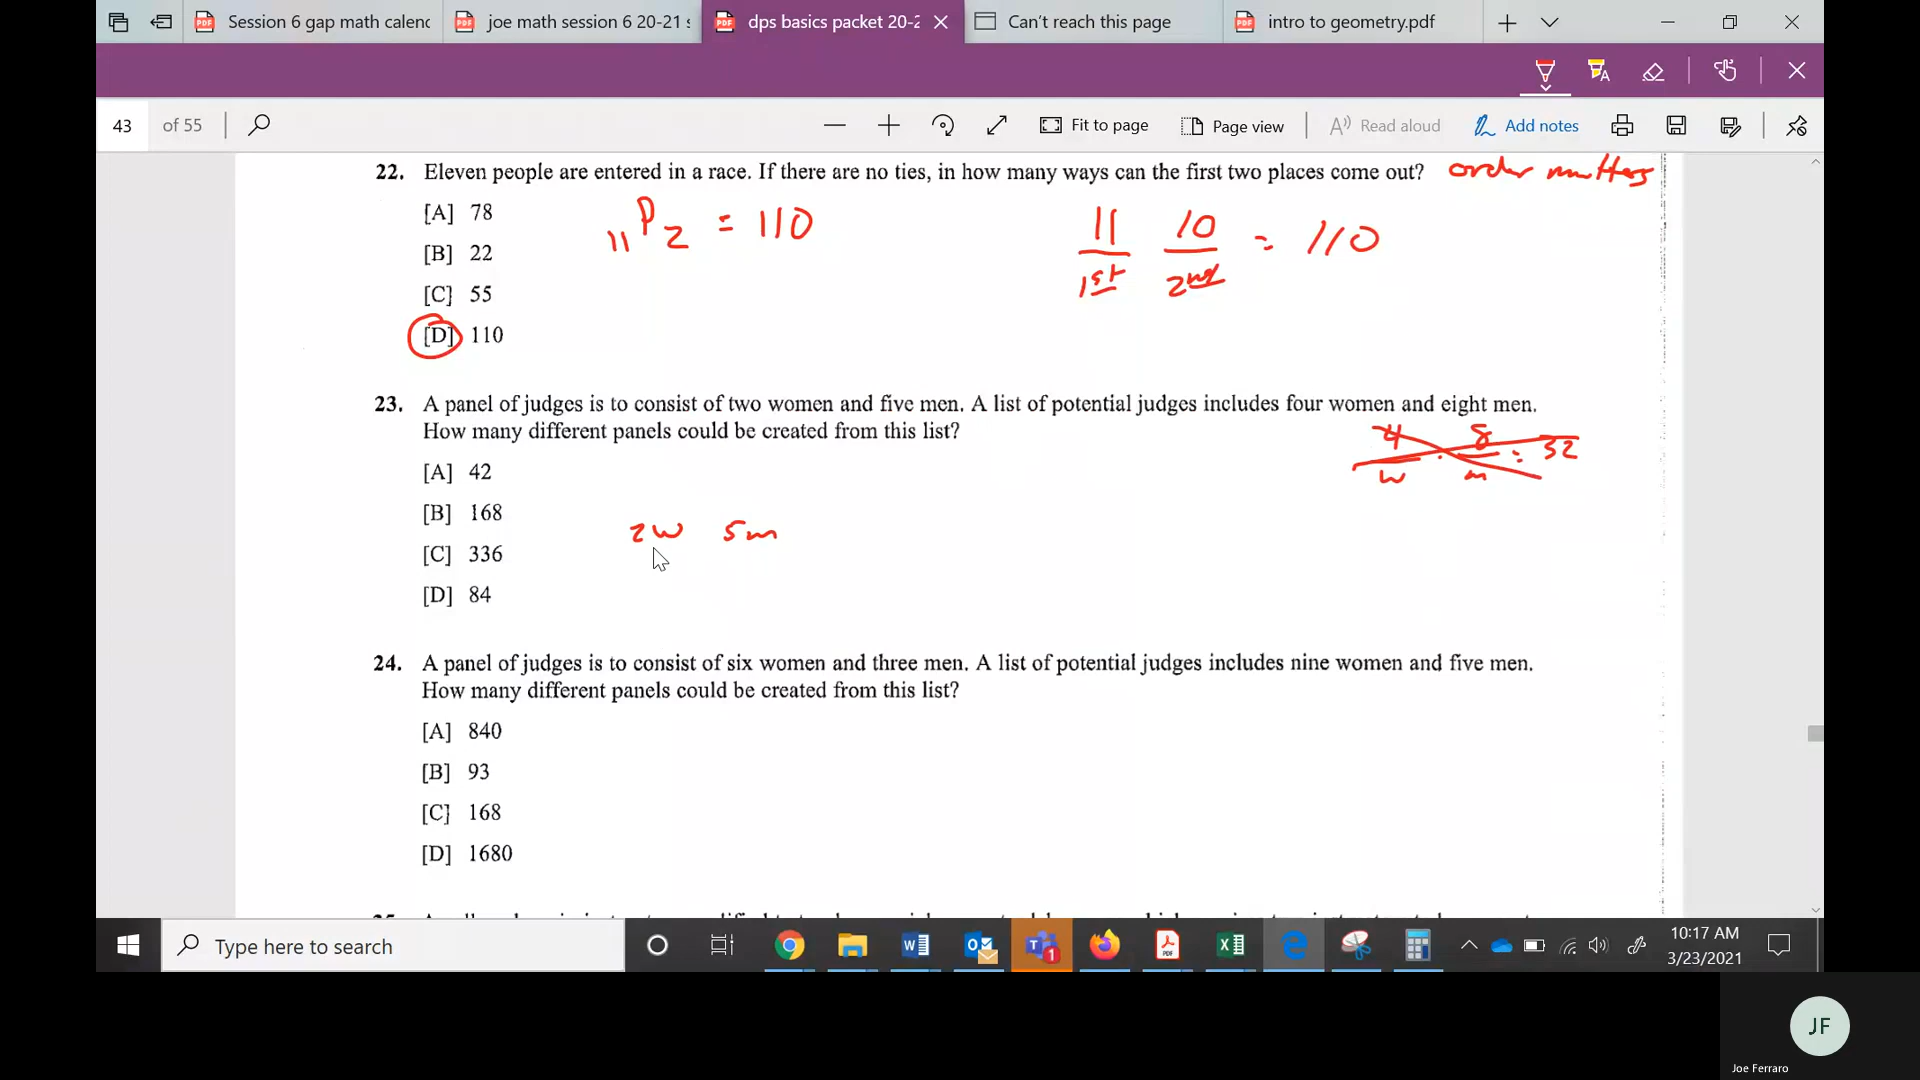 Session 6 gap math calenc
joe math session 6 20-21 s
dps basics packet 20-2
Can't reach this page
intro to geometry.pdf
43 of 55
Fit to page
Page view
Read aloud
Add notes
22. Eleven people are entered in a race. If there are no ties, in how many ways can the first two places come out? order matters
[A] 78
11P2 = 110
11 10 = 110
1st 2nd
[B] 22
[C] 55
[D] 110
23. A panel of judges is to consist of two women and five men. A list of potential judges includes four women and eight men.
How many different panels could be created from this list?
4 · 8 = 32
w m
[A] 42
[B] 168
2w 5m
[C] 336
[D] 84
24. A panel of judges is to consist of six women and three men. A list of potential judges includes nine women and five men.
How many different panels could be created from this list?
[A] 840
[B] 93
[C] 168
[D] 1680
Type here to search
10:17 AM
3/23/2021
JF
Joe Ferraro